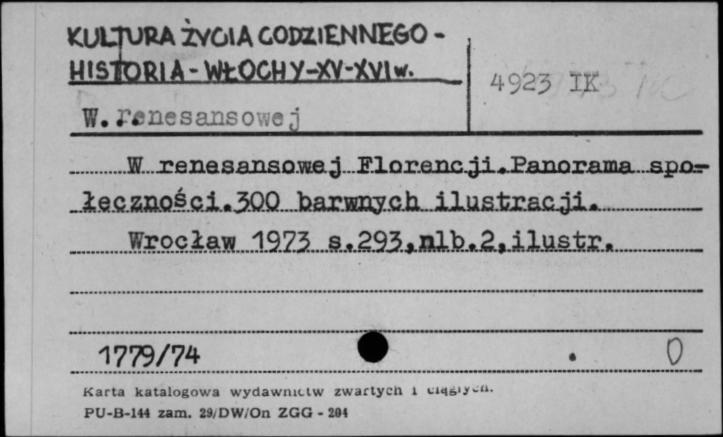 KULTURA ŻYCIA CODZIENNEGO -
HISTORIA - WŁOCHY-XV-XVIw.
4923 IK
W. renesansowej
W renesansowej Florencji.Panorama spo-
łeczności.300 barwnych ilustracji.
Wrocław 1973 s.293,nlb.2,ilustr.
1779/74
0
Karta katalogowa wydawnictw zwartych i ciągłych.
PU-B-144 zam. 29/DW/On ZGG - 204